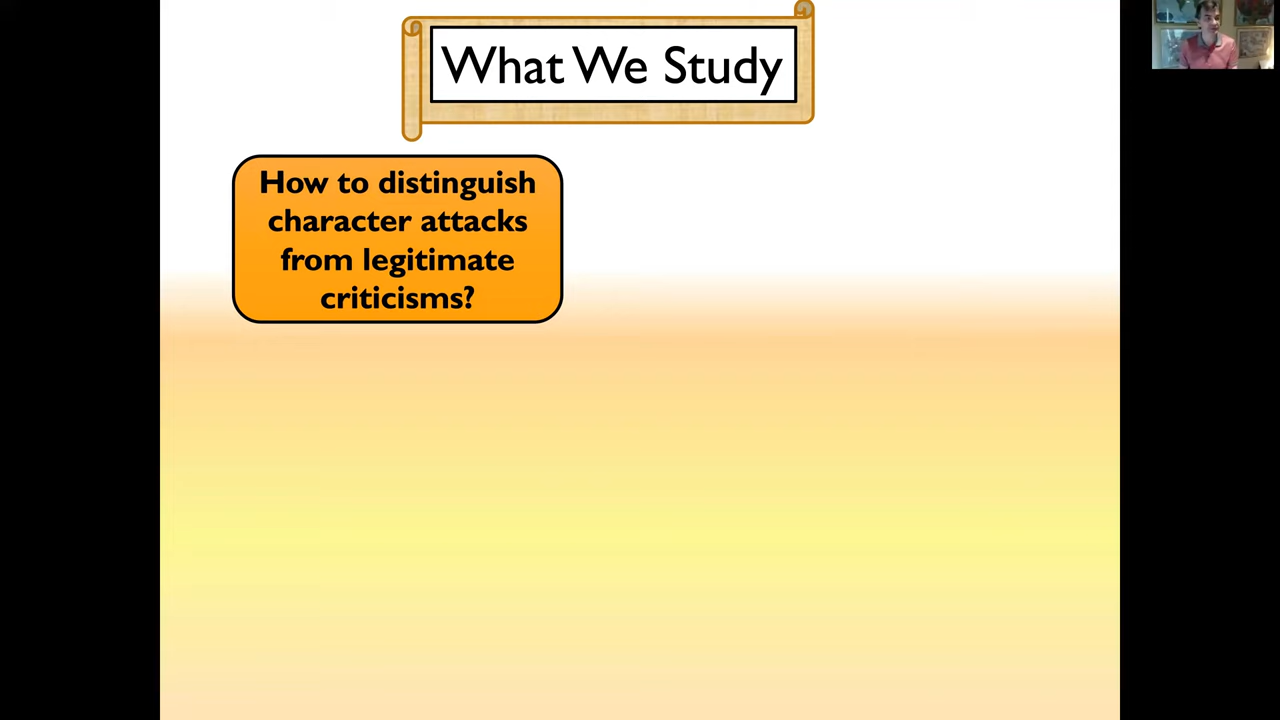 What We Study
How to distinguish
character attacks
from legitimate
criticisms?